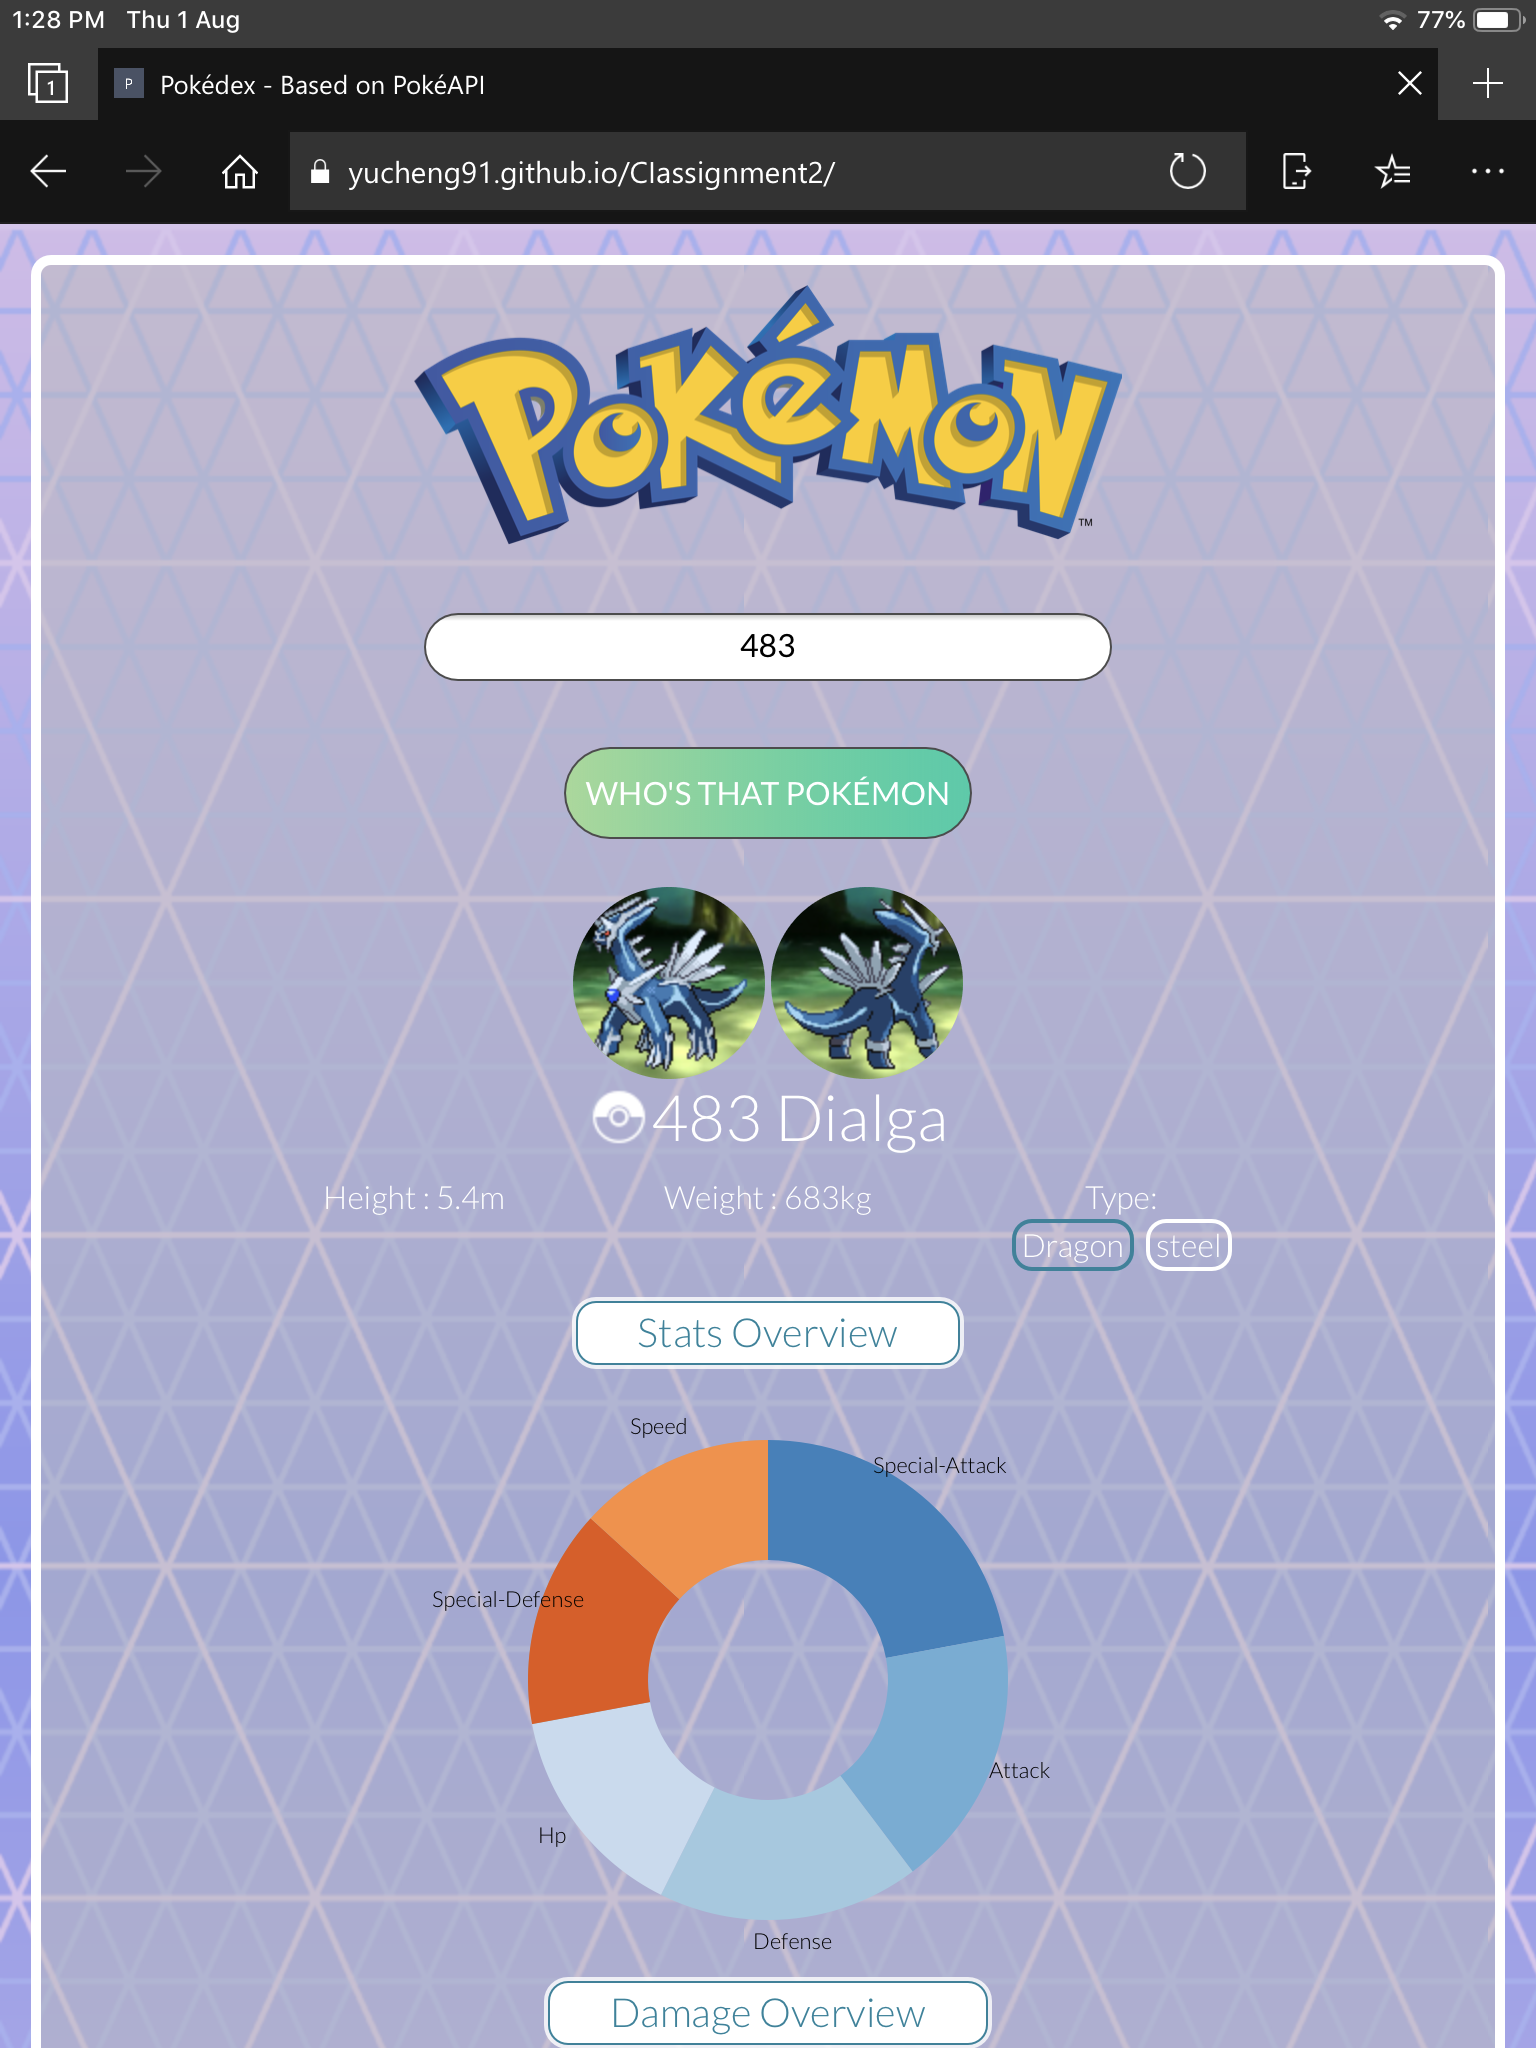 1:28 PM Thu 1 Aug 77%
1 P Pokédex - Based on PokéAPI
yucheng91.github.io/CIassignment2/
POKéMON
TM
483
WHO'S THAT POKÉMON
483 Dialga
Height : 5.4m Weight : 683kg Type:
Dragon steel
Stats Overview
Speed
Special-Attack
Special-Defense
Attack
Hp
Defense
Damage Overview